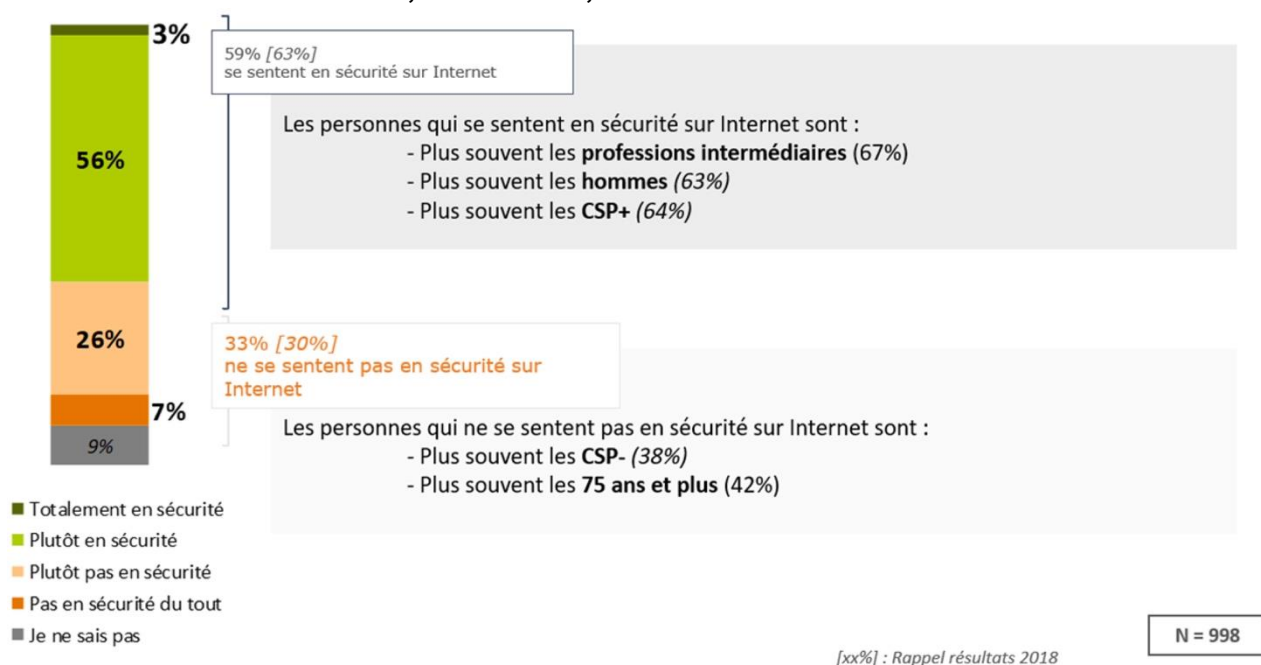 3%
56%
26%
7%
9%
59% [63%]
se sentent en sécurité sur Internet
Les personnes qui se sentent en sécurité sur Internet sont :
- Plus souvent les professions intermédiaires (67%)
- Plus souvent les hommes (63%)
- Plus souvent les CSP+ (64%)
33% [30%]
ne se sentent pas en sécurité sur
Internet
Les personnes qui ne se sentent pas en sécurité sur Internet sont :
- Plus souvent les CSP- (38%)
- Plus souvent les 75 ans et plus (42%)
Totalement en sécurité
Plutôt en sécurité
Plutôt pas en sécurité
Pas en sécurité du tout
Je ne sais pas
N = 998
[xx%] : Rappel résultats 2018